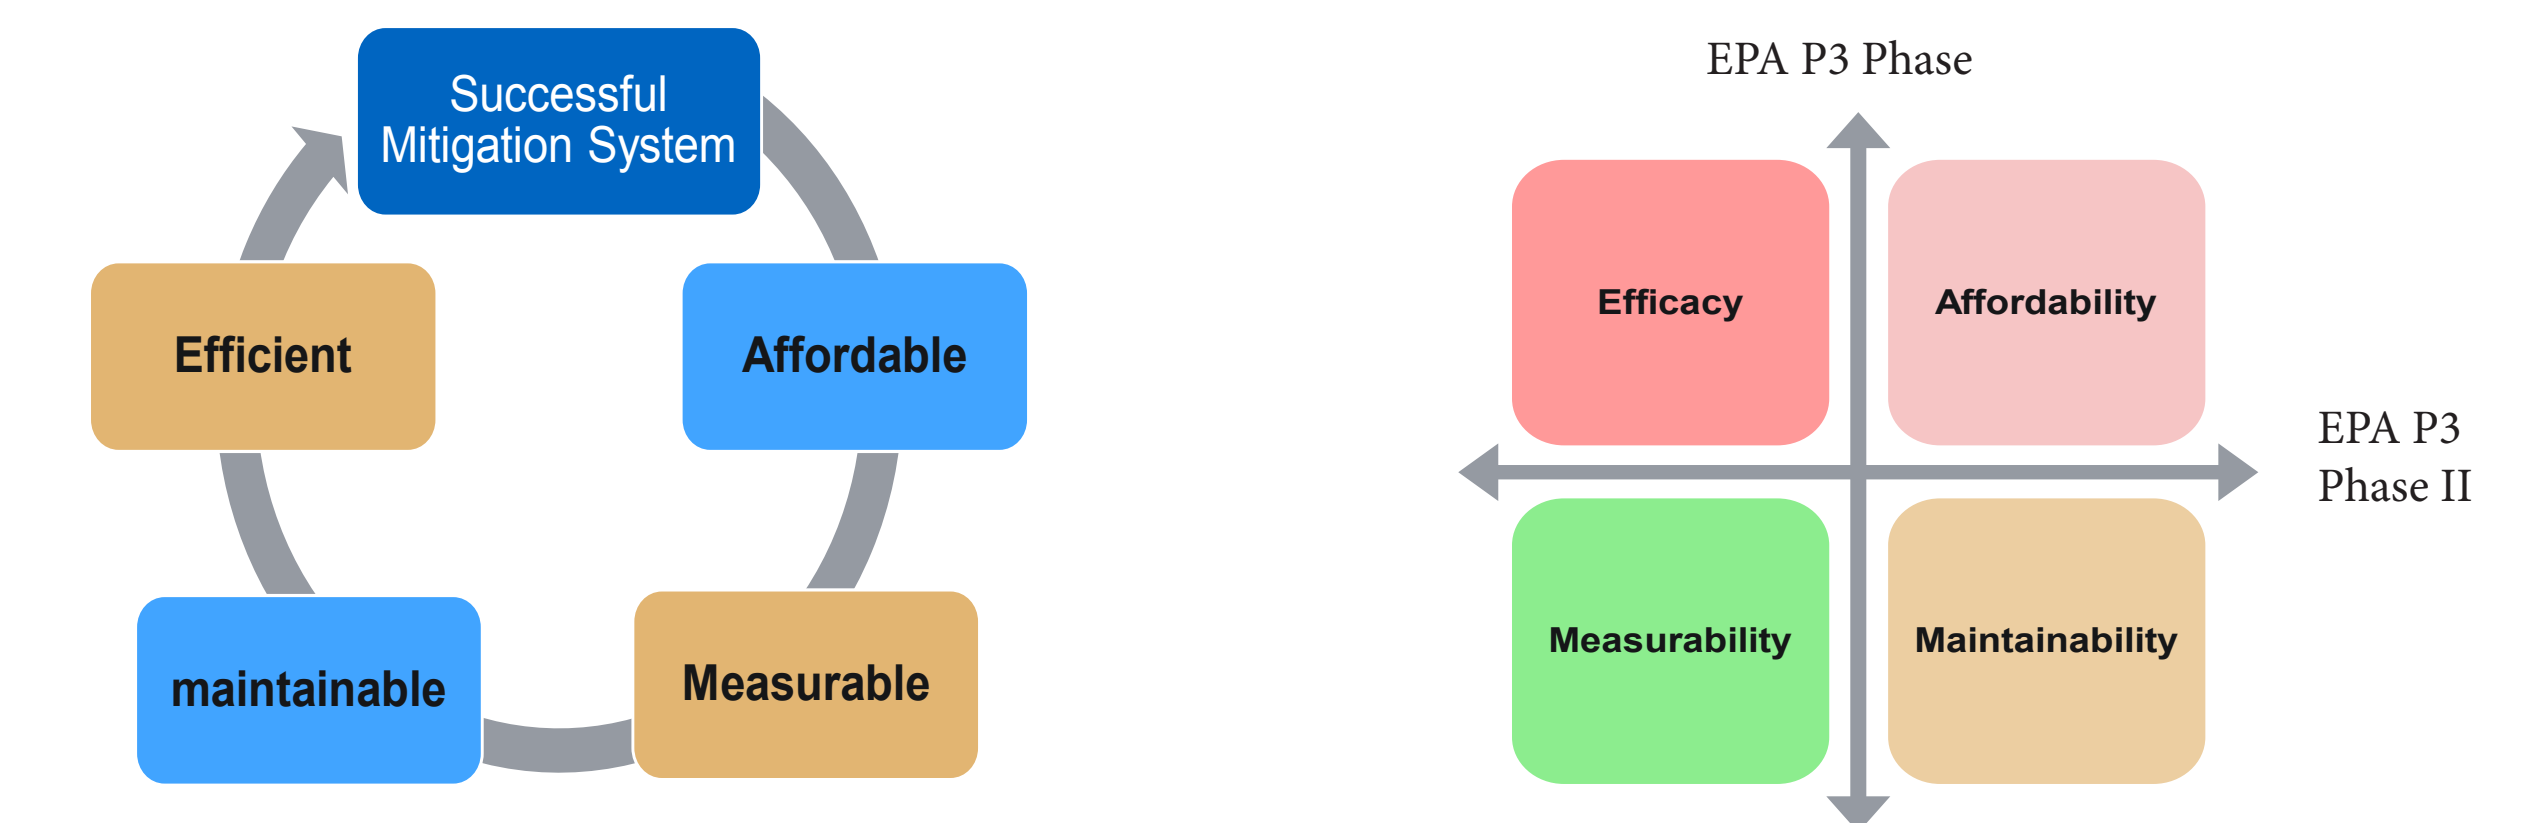 Successful
Mitigation System
Efficient
Affordable
maintainable
Measurable
EPA P3 Phase
Efficacy
Affordability
EPA P3
Phase II
Measurability
Maintainability